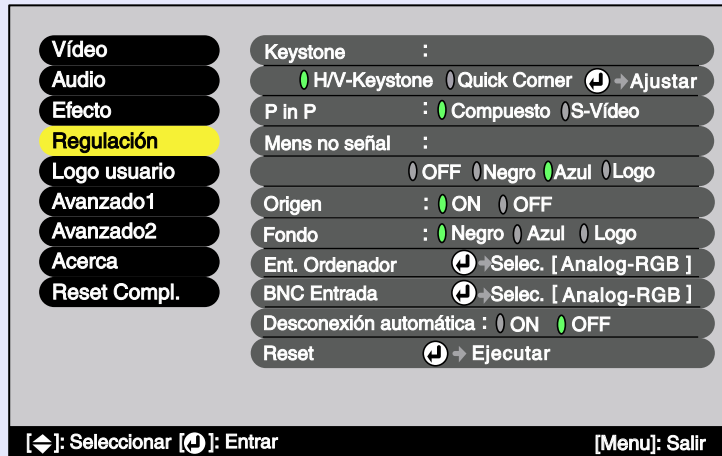 Vídeo
Audio
Efecto
Regulación
Logo usuario
Avanzado1
Avanzado2
Acerca
Reset Compl.
Keystone :
H/V-Keystone Quick Corner Ajustar
P in P : Compuesto S-Vídeo
Mens no señal :
OFF Negro Azul Logo
Origen : ON OFF
Fondo : Negro Azul Logo
Ent. Ordenador Selec. [ Analog-RGB ]
BNC Entrada Selec. [ Analog-RGB ]
Desconexión automática : ON OFF
Reset Ejecutar
[ ]: Seleccionar [ ]: Entrar [Menu]: Salir